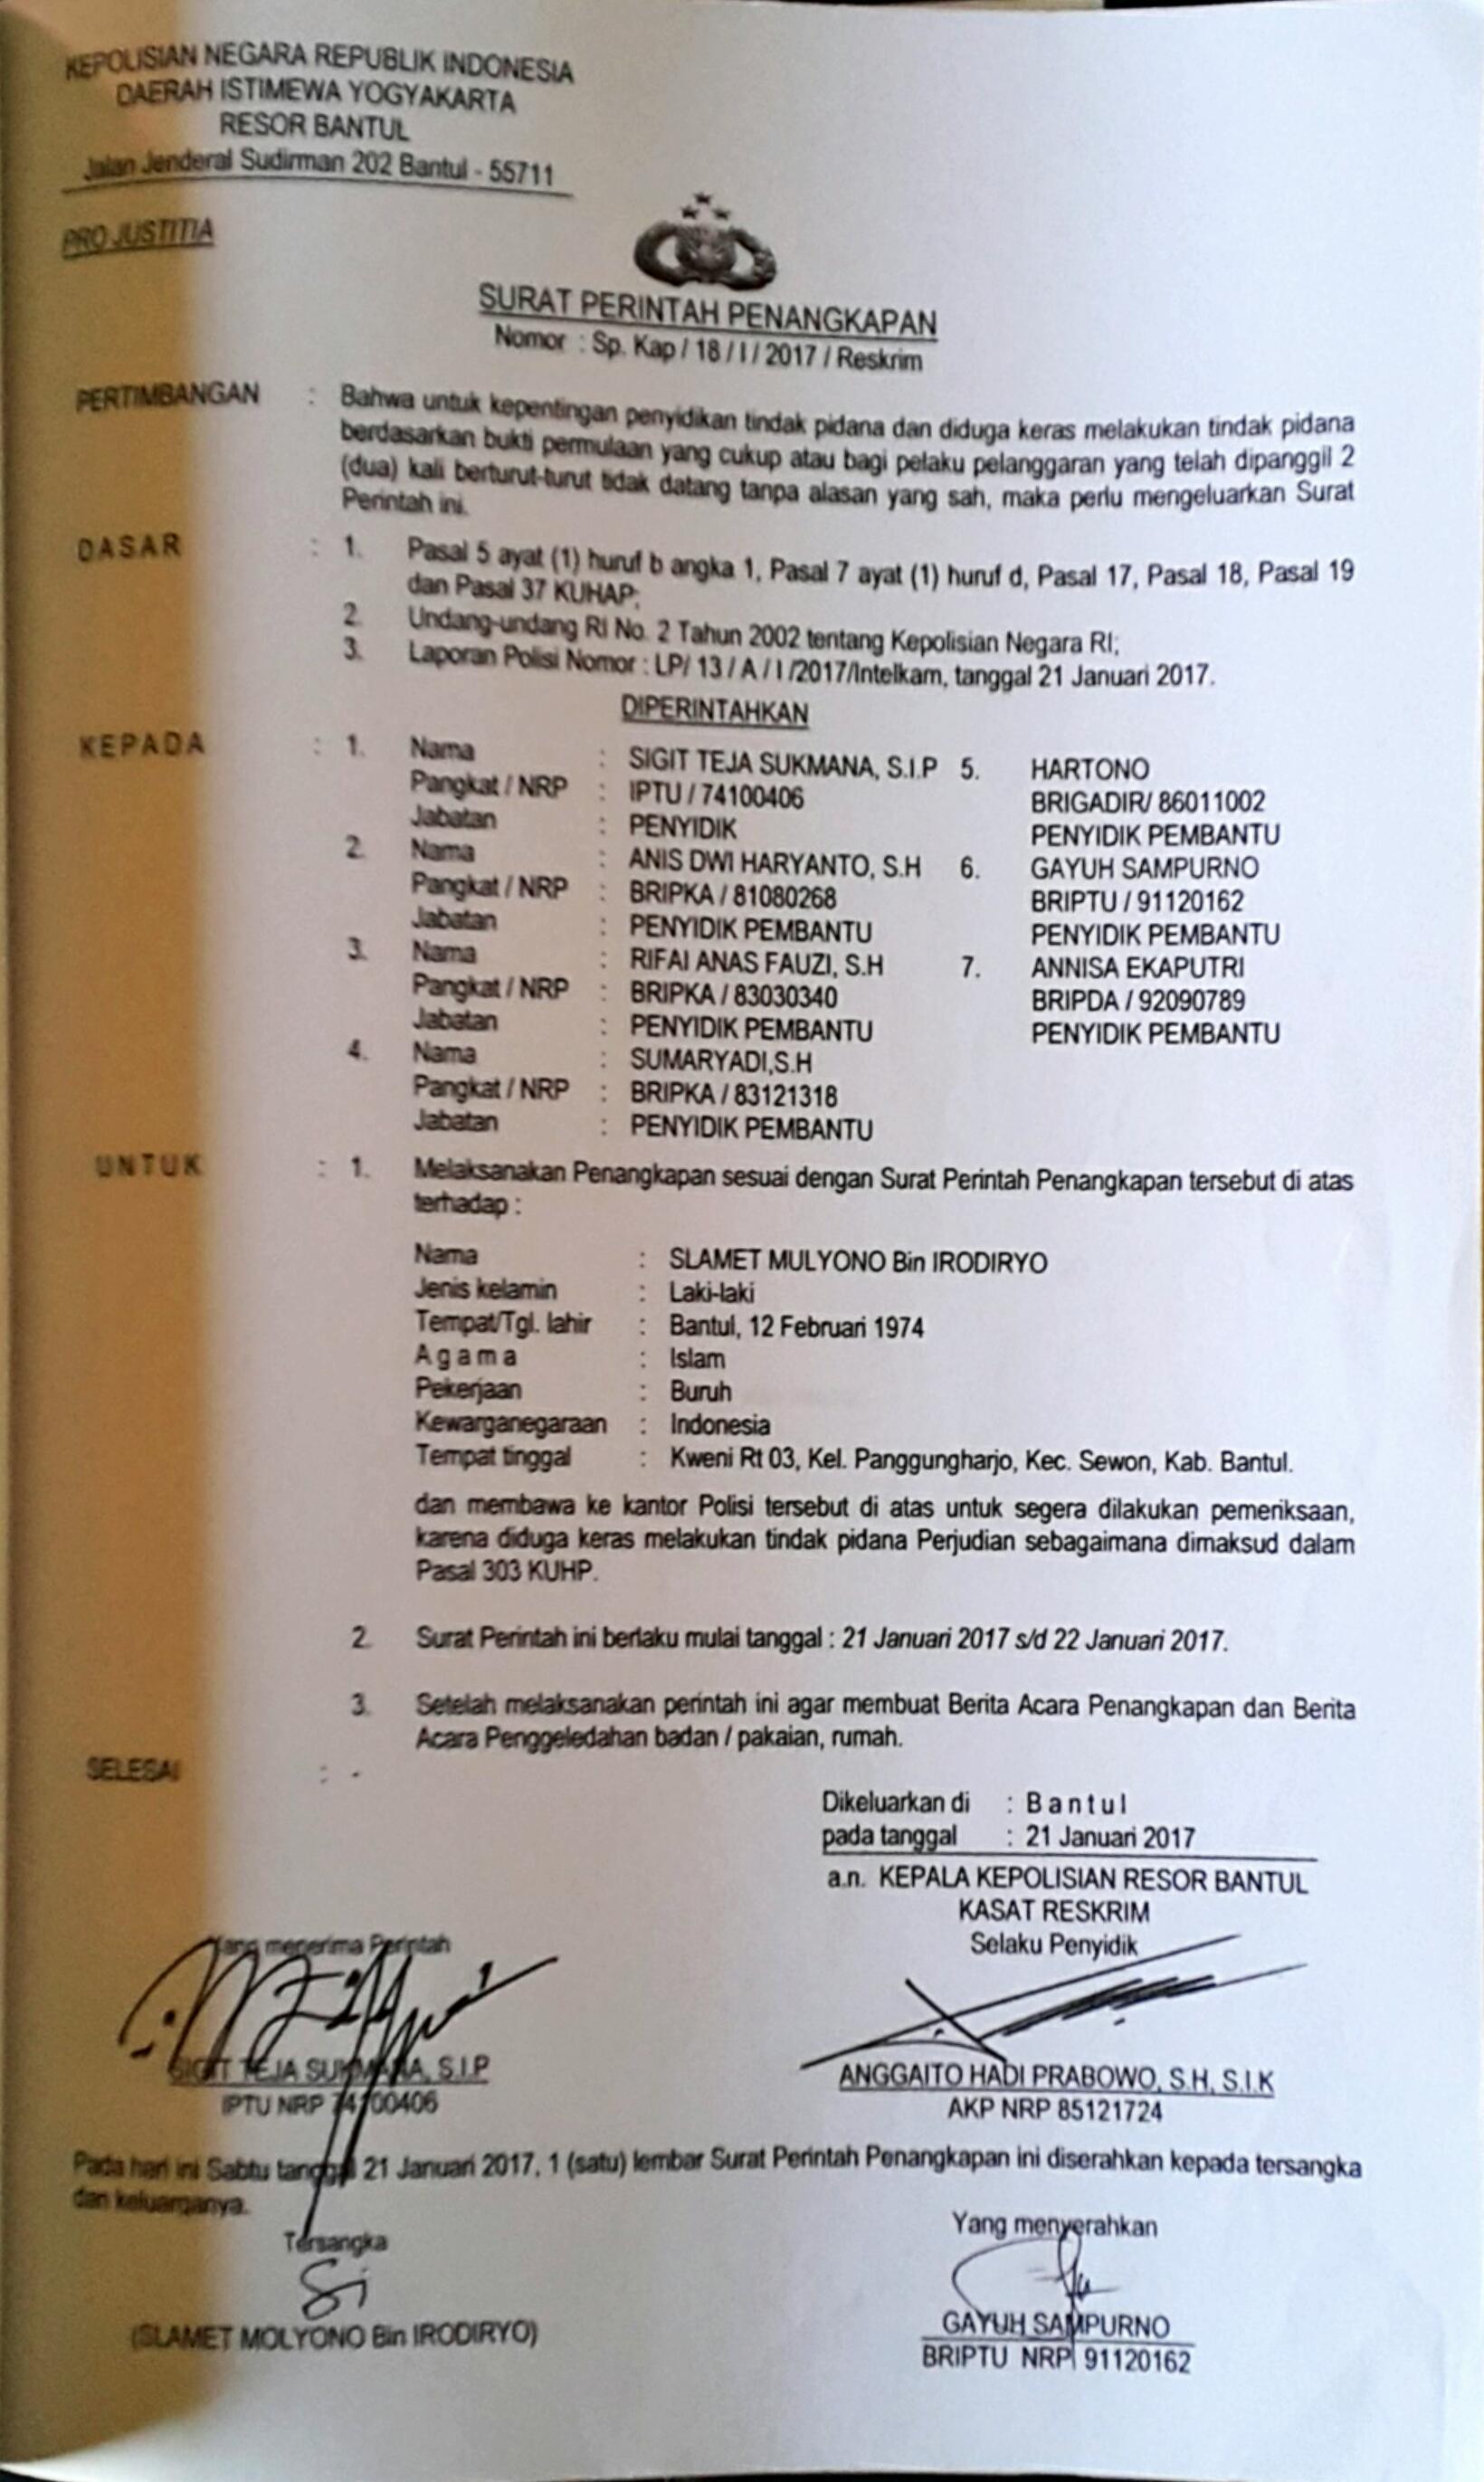 KEPOLISIAN NEGARA REPUBLIK INDONESIA
DAERAH ISTIMEWA YOGYAKARTA
RESOR BANTUL
Jalan Jenderal Sudirman 202 Bantul - 55711
PRO JUSTITIA
SURAT PERINTAH PENANGKAPAN
Nomor : Sp. Kap / 18 / I / 2017 / Reskrim
PERTIMBANGAN : Bahwa untuk kepentingan penyidikan tindak pidana dan diduga keras melakukan tindak pidana
berdasarkan bukti permulaan yang cukup atau bagi pelaku pelanggaran yang telah dipanggil 2
(dua) kali berturut-turut tidak datang tanpa alasan yang sah, maka perlu mengeluarkan Surat
Perintah ini.
DASAR : 1. Pasal 5 ayat (1) huruf b angka 1, Pasal 7 ayat (1) huruf d, Pasal 17, Pasal 18, Pasal 19
dan Pasal 37 KUHAP;
2. Undang-undang RI No. 2 Tahun 2002 tentang Kepolisian Negara RI;
3. Laporan Polisi Nomor : LP/ 13 / A / I /2017/Intelkam, tanggal 21 Januari 2017.
DIPERINTAHKAN
KEPADA : 1. Nama : SIGIT TEJA SUKMANA, S.I.P 5. HARTONO
Pangkat / NRP : IPTU / 74100406 BRIGADIR/ 86011002
Jabatan : PENYIDIK PENYIDIK PEMBANTU
2. Nama : ANIS DWI HARYANTO, S.H 6. GAYUH SAMPURNO
Pangkat / NRP : BRIPKA / 81080268 BRIPTU / 91120162
Jabatan : PENYIDIK PEMBANTU PENYIDIK PEMBANTU
3. Nama : RIFAI ANAS FAUZI, S.H 7. ANNISA EKAPUTRI
Pangkat / NRP : BRIPKA / 83030340 BRIPDA / 92090789
Jabatan : PENYIDIK PEMBANTU PENYIDIK PEMBANTU
4. Nama : SUMARYADI,S.H
Pangkat / NRP : BRIPKA / 83121318
Jabatan : PENYIDIK PEMBANTU
UNTUK : 1. Melaksanakan Penangkapan sesuai dengan Surat Perintah Penangkapan tersebut di atas
terhadap :
Nama : SLAMET MULYONO Bin IRODIRYO
Jenis kelamin : Laki-laki
Tempat/Tgl. lahir : Bantul, 12 Februari 1974
A g a m a : Islam
Pekerjaan : Buruh
Kewarganegaraan : Indonesia
Tempat tinggal : Kweni Rt 03, Kel. Panggungharjo, Kec. Sewon, Kab. Bantul.
dan membawa ke kantor Polisi tersebut di atas untuk segera dilakukan pemeriksaan,
karena diduga keras melakukan tindak pidana Perjudian sebagaimana dimaksud dalam
Pasal 303 KUHP.
2. Surat Perintah ini berlaku mulai tanggal : 21 Januari 2017 s/d 22 Januari 2017.
3. Setelah melaksanakan perintah ini agar membuat Berita Acara Penangkapan dan Berita
Acara Penggeledahan badan / pakaian, rumah.
SELESAI : -
Dikeluarkan di : B a n t u l
pada tanggal : 21 Januari 2017
a.n. KEPALA KEPOLISIAN RESOR BANTUL
KASAT RESKRIM
Selaku Penyidik
Yang menerima Perintah
SIGIT TEJA SUKMANA, S.I.P
IPTU NRP 74100406
ANGGAITO HADI PRABOWO, S.H, S.I.K
AKP NRP 85121724
Pada hari ini Sabtu tanggal 21 Januari 2017, 1 (satu) lembar Surat Perintah Penangkapan ini diserahkan kepada tersangka
dan keluarganya.
Tersangka
(SLAMET MOLYONO Bin IRODIRYO)
Yang menyerahkan
GAYUH SAMPURNO
BRIPTU NRP 91120162